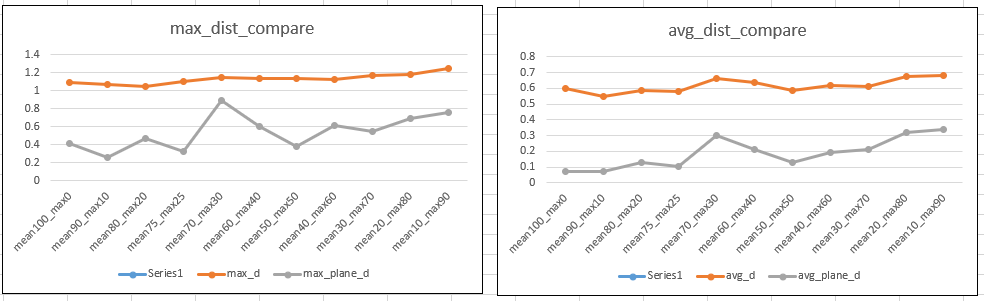 max_dist_compare
1.4
1.2
1
0.8
0.6
0.4
0.2
0
mean100_max0
mean90_max10
mean80_max20
mean75_max25
mean70_max30
mean60_max40
mean50_max50
mean40_max60
mean30_max70
mean20_max80
mean10_max90
Series1 max_d max_plane_d
avg_dist_compare
0.8
0.7
0.6
0.5
0.4
0.3
0.2
0.1
0
mean100_max0
mean90_max10
mean80_max20
mean75_max25
mean70_max30
mean60_max40
mean50_max50
mean40_max60
mean30_max70
mean20_max80
mean10_max90
Series1 avg_d avg_plane_d